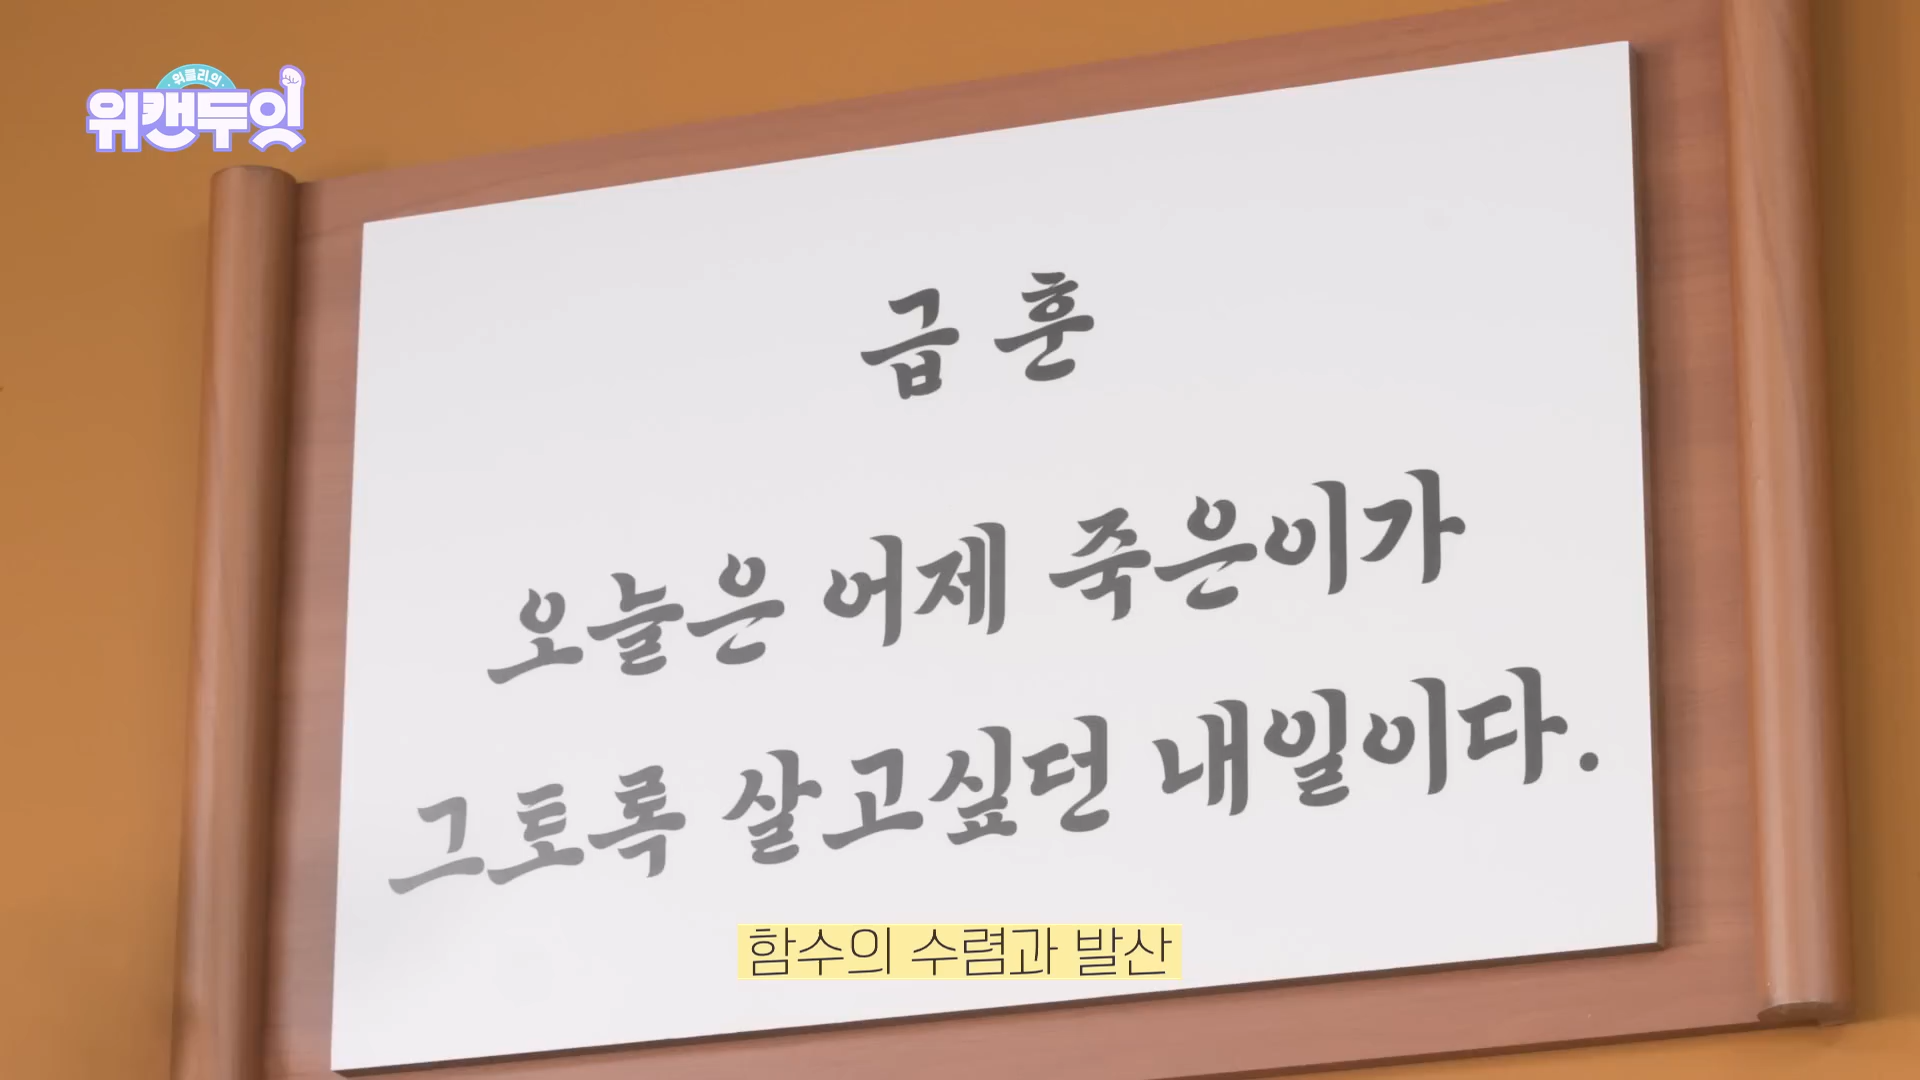 위클리의
위캔두잇
급훈
오늘은 어제 죽은이가
그토록 살고싶던 내일이다.
함수의 수렴과 발산